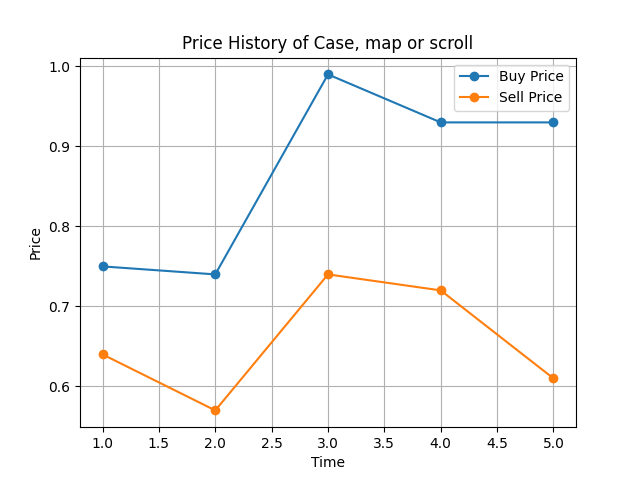 Price History of Case, map or scroll
1.0
0.9
0.8
0.7
0.6
Price
Buy Price
Sell Price
1.0 1.5 2.0 2.5 3.0 3.5 4.0 4.5 5.0
Time